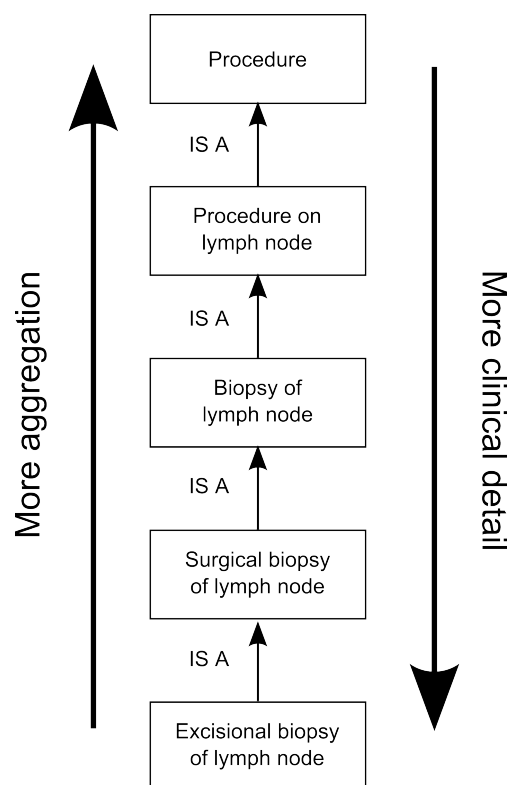 Procedure
IS A
Procedure on
lymph node
IS A
Biopsy of
lymph node
IS A
Surgical biopsy
of lymph node
IS A
Excisional biopsy
of lymph node
More aggregation
More clinical detail